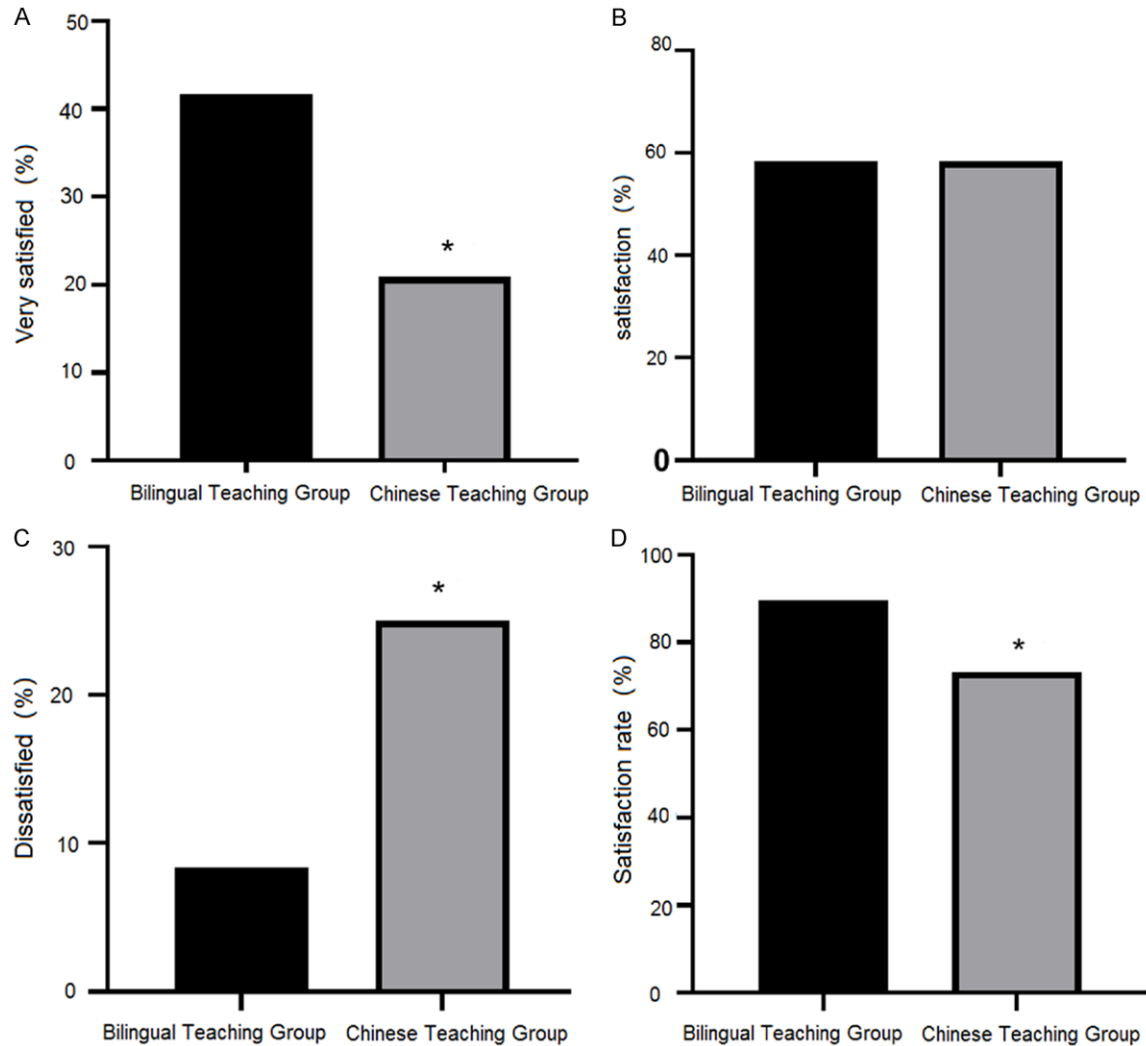 A
50
40
30
20
10
0
Very satisfied (%)
*
Bilingual Teaching Group
Chinese Teaching Group
B
80
60
40
20
0
satisfaction (%)
Bilingual Teaching Group
Chinese Teaching Group
C
30
20
10
0
Dissatisfied (%)
*
Bilingual Teaching Group
Chinese Teaching Group
D
100
80
60
40
20
0
Satisfaction rate (%)
*
Bilingual Teaching Group
Chinese Teaching Group